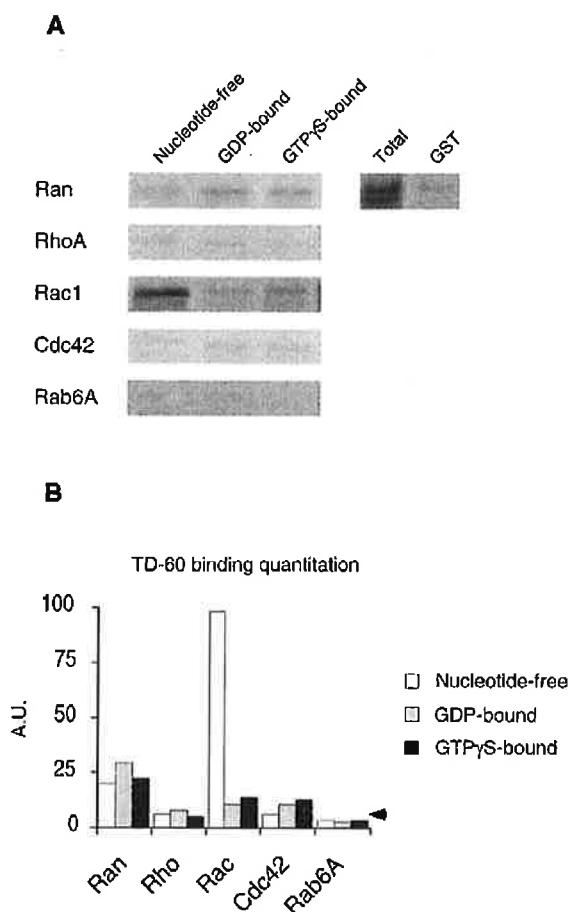 A
Nucleotide-free
GDP-bound
GTPγS-bound
Total
GST
Ran
RhoA
Rac1
Cdc42
Rab6A
B
TD-60 binding quantitation
100
75
50
25
0
A.U.
Nucleotide-free
GDP-bound
GTPγS-bound
Ran
Rho
Rac
Cdc42
Rab6A